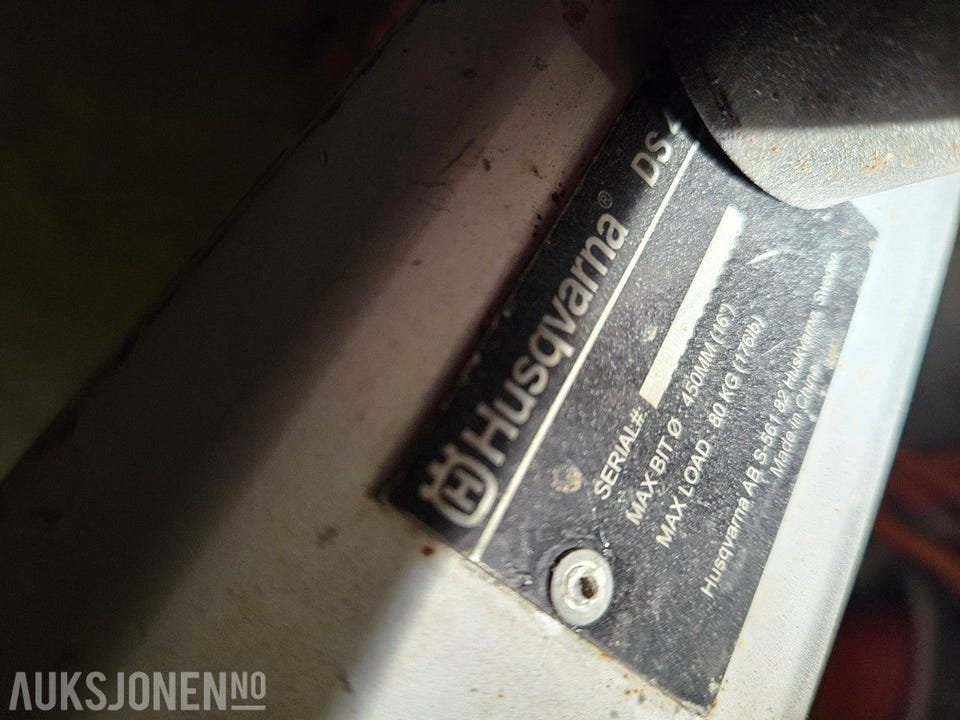 Husqvarna® DS
SERIAL#
MAX BIT Ø 450MM (16")
MAX LOAD 80 KG (176lb)
Husqvarna AB, S-561 82 Huskvarna Sweden
Made in China
AUKSJONEN NO